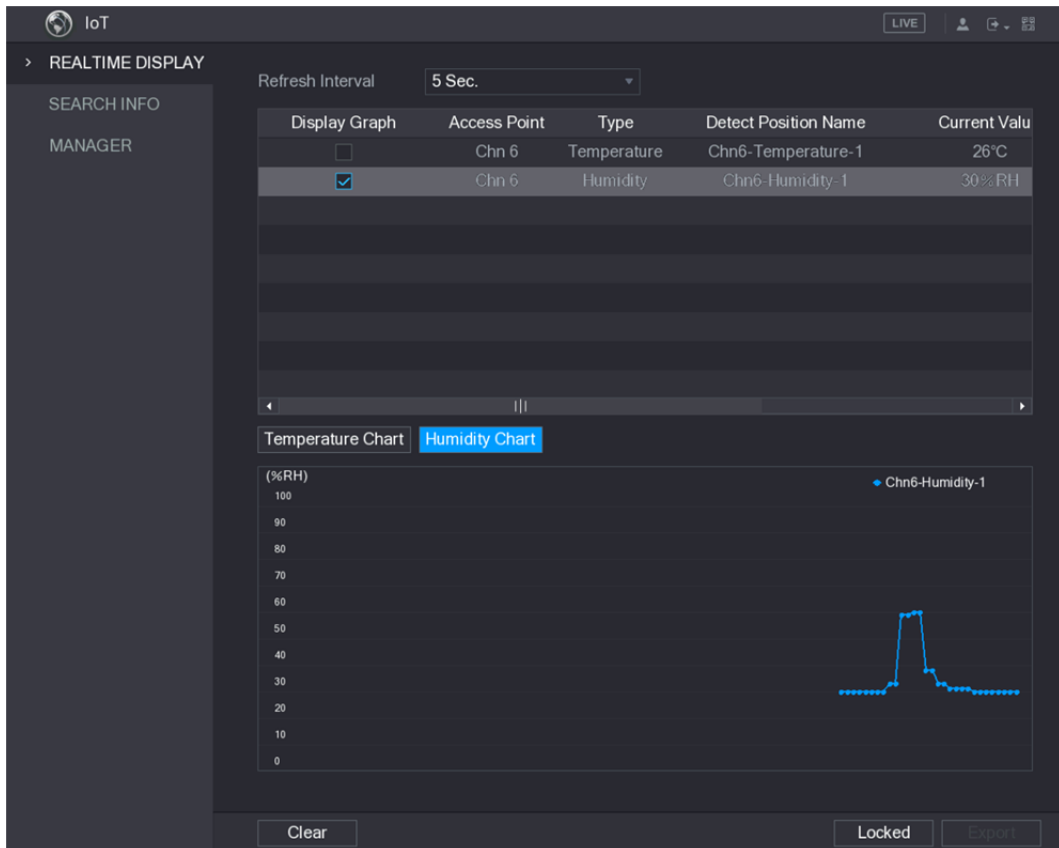 IoT
LIVE
REALTIME DISPLAY
SEARCH INFO
MANAGER
Refresh Interval 5 Sec.
Display Graph Access Point Type Detect Position Name Current Valu
Chn 6 Temperature Chn6-Temperature-1 26°C
Chn 6 Humidity Chn6-Humidity-1 30%RH
Temperature Chart Humidity Chart
(%RH)
Chn6-Humidity-1
100
90
80
70
60
50
40
30
20
10
0
Clear Locked Export